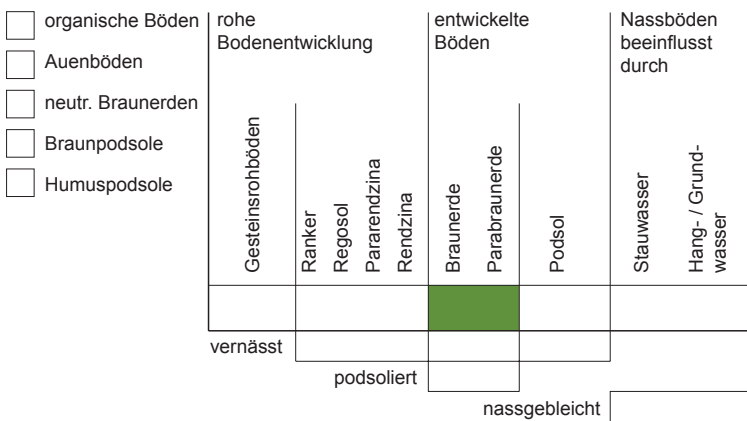 organische Böden
Auenböden
neutr. Braunerden
Braunpodsole
Humuspodsole
rohe
Bodenentwicklung
entwickelte
Böden
Nassböden
beeinflusst
durch
Gesteinsrohböden
Ranker
Regosol
Pararendzina
Rendzina
Braunerde
Parabraunerde
Podsol
Stauwasser
Hang- / Grund-
wasser
vernässt
podsoliert
nassgebleicht